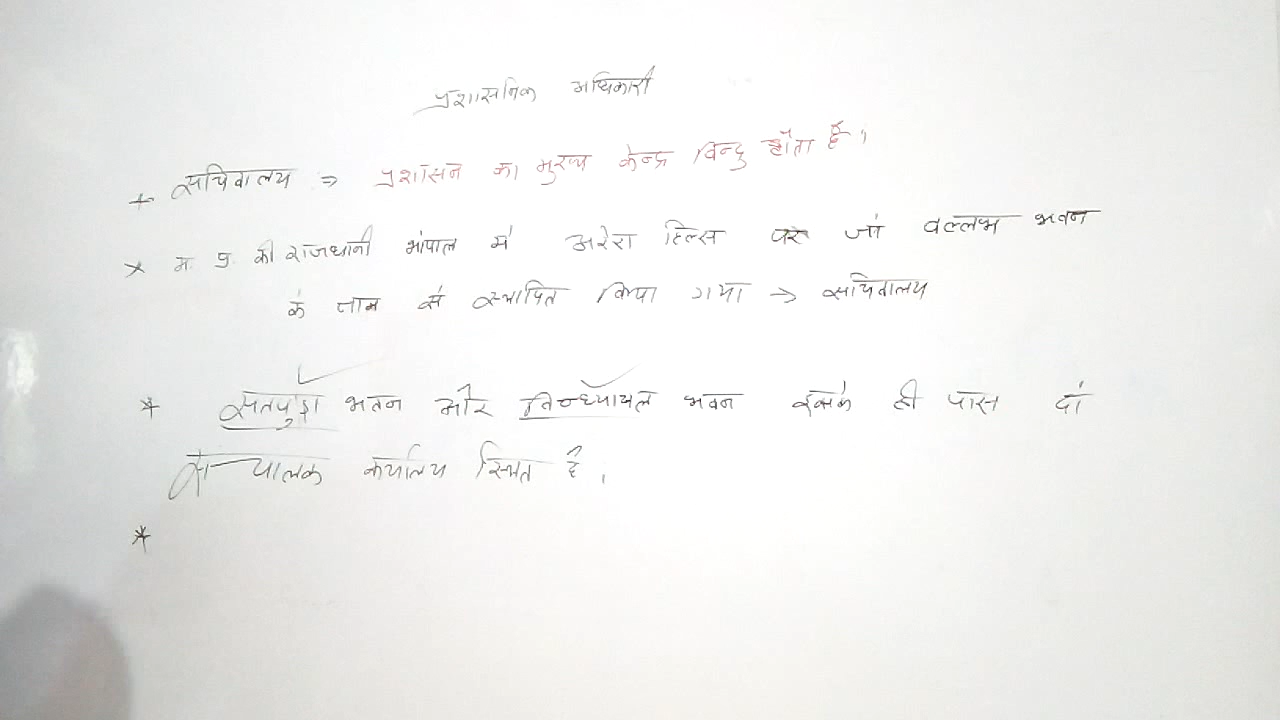 प्रशासनिक अधिकारी
* सचिवालय ⇒ प्रशासन का मुख्य केन्द्र बिन्दु होता है।
* म. प्र. की राजधानी भोपाल में अरेरा हिल्स पर जो वल्लभ भवन
के नाम से स्थापित किया गया → सचिवालय
* सतपुड़ा भवन और विन्ध्याचल भवन इसके ही पास दो
संचालक कार्यालय स्थित है।
*